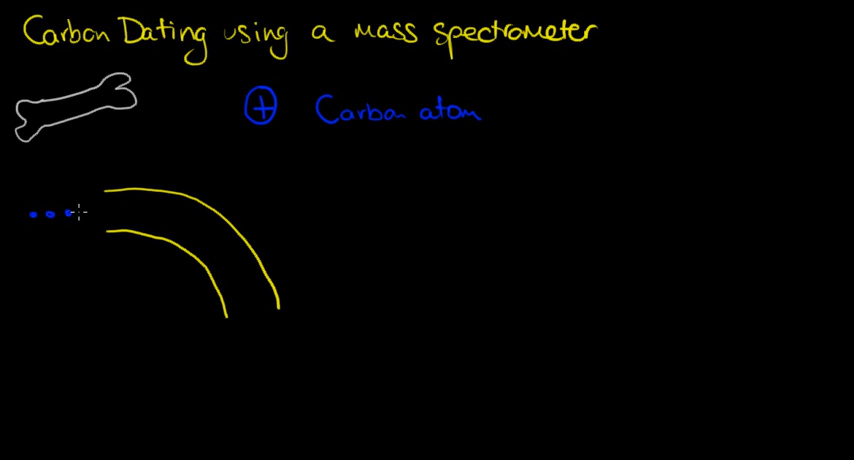 Carbon Dating using a mass spectrometer
+ Carbon atom